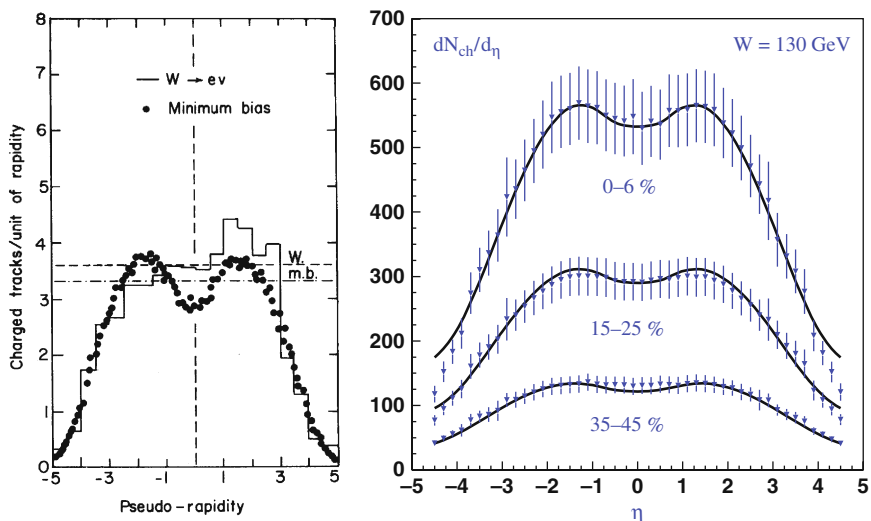 8
7
6
5
4
3
2
1
0
Charged tracks/unit of rapidity
W → eν
Minimum bias
W.
m.b.
-5 -3 -1 1 3 5
Pseudo-rapidity
700
600
500
400
300
200
100
0
dNch/dη
W = 130 GeV
0–6 %
15–25 %
35–45 %
−5 −4 −3 −2 −1 0 1 2 3 4 5
η